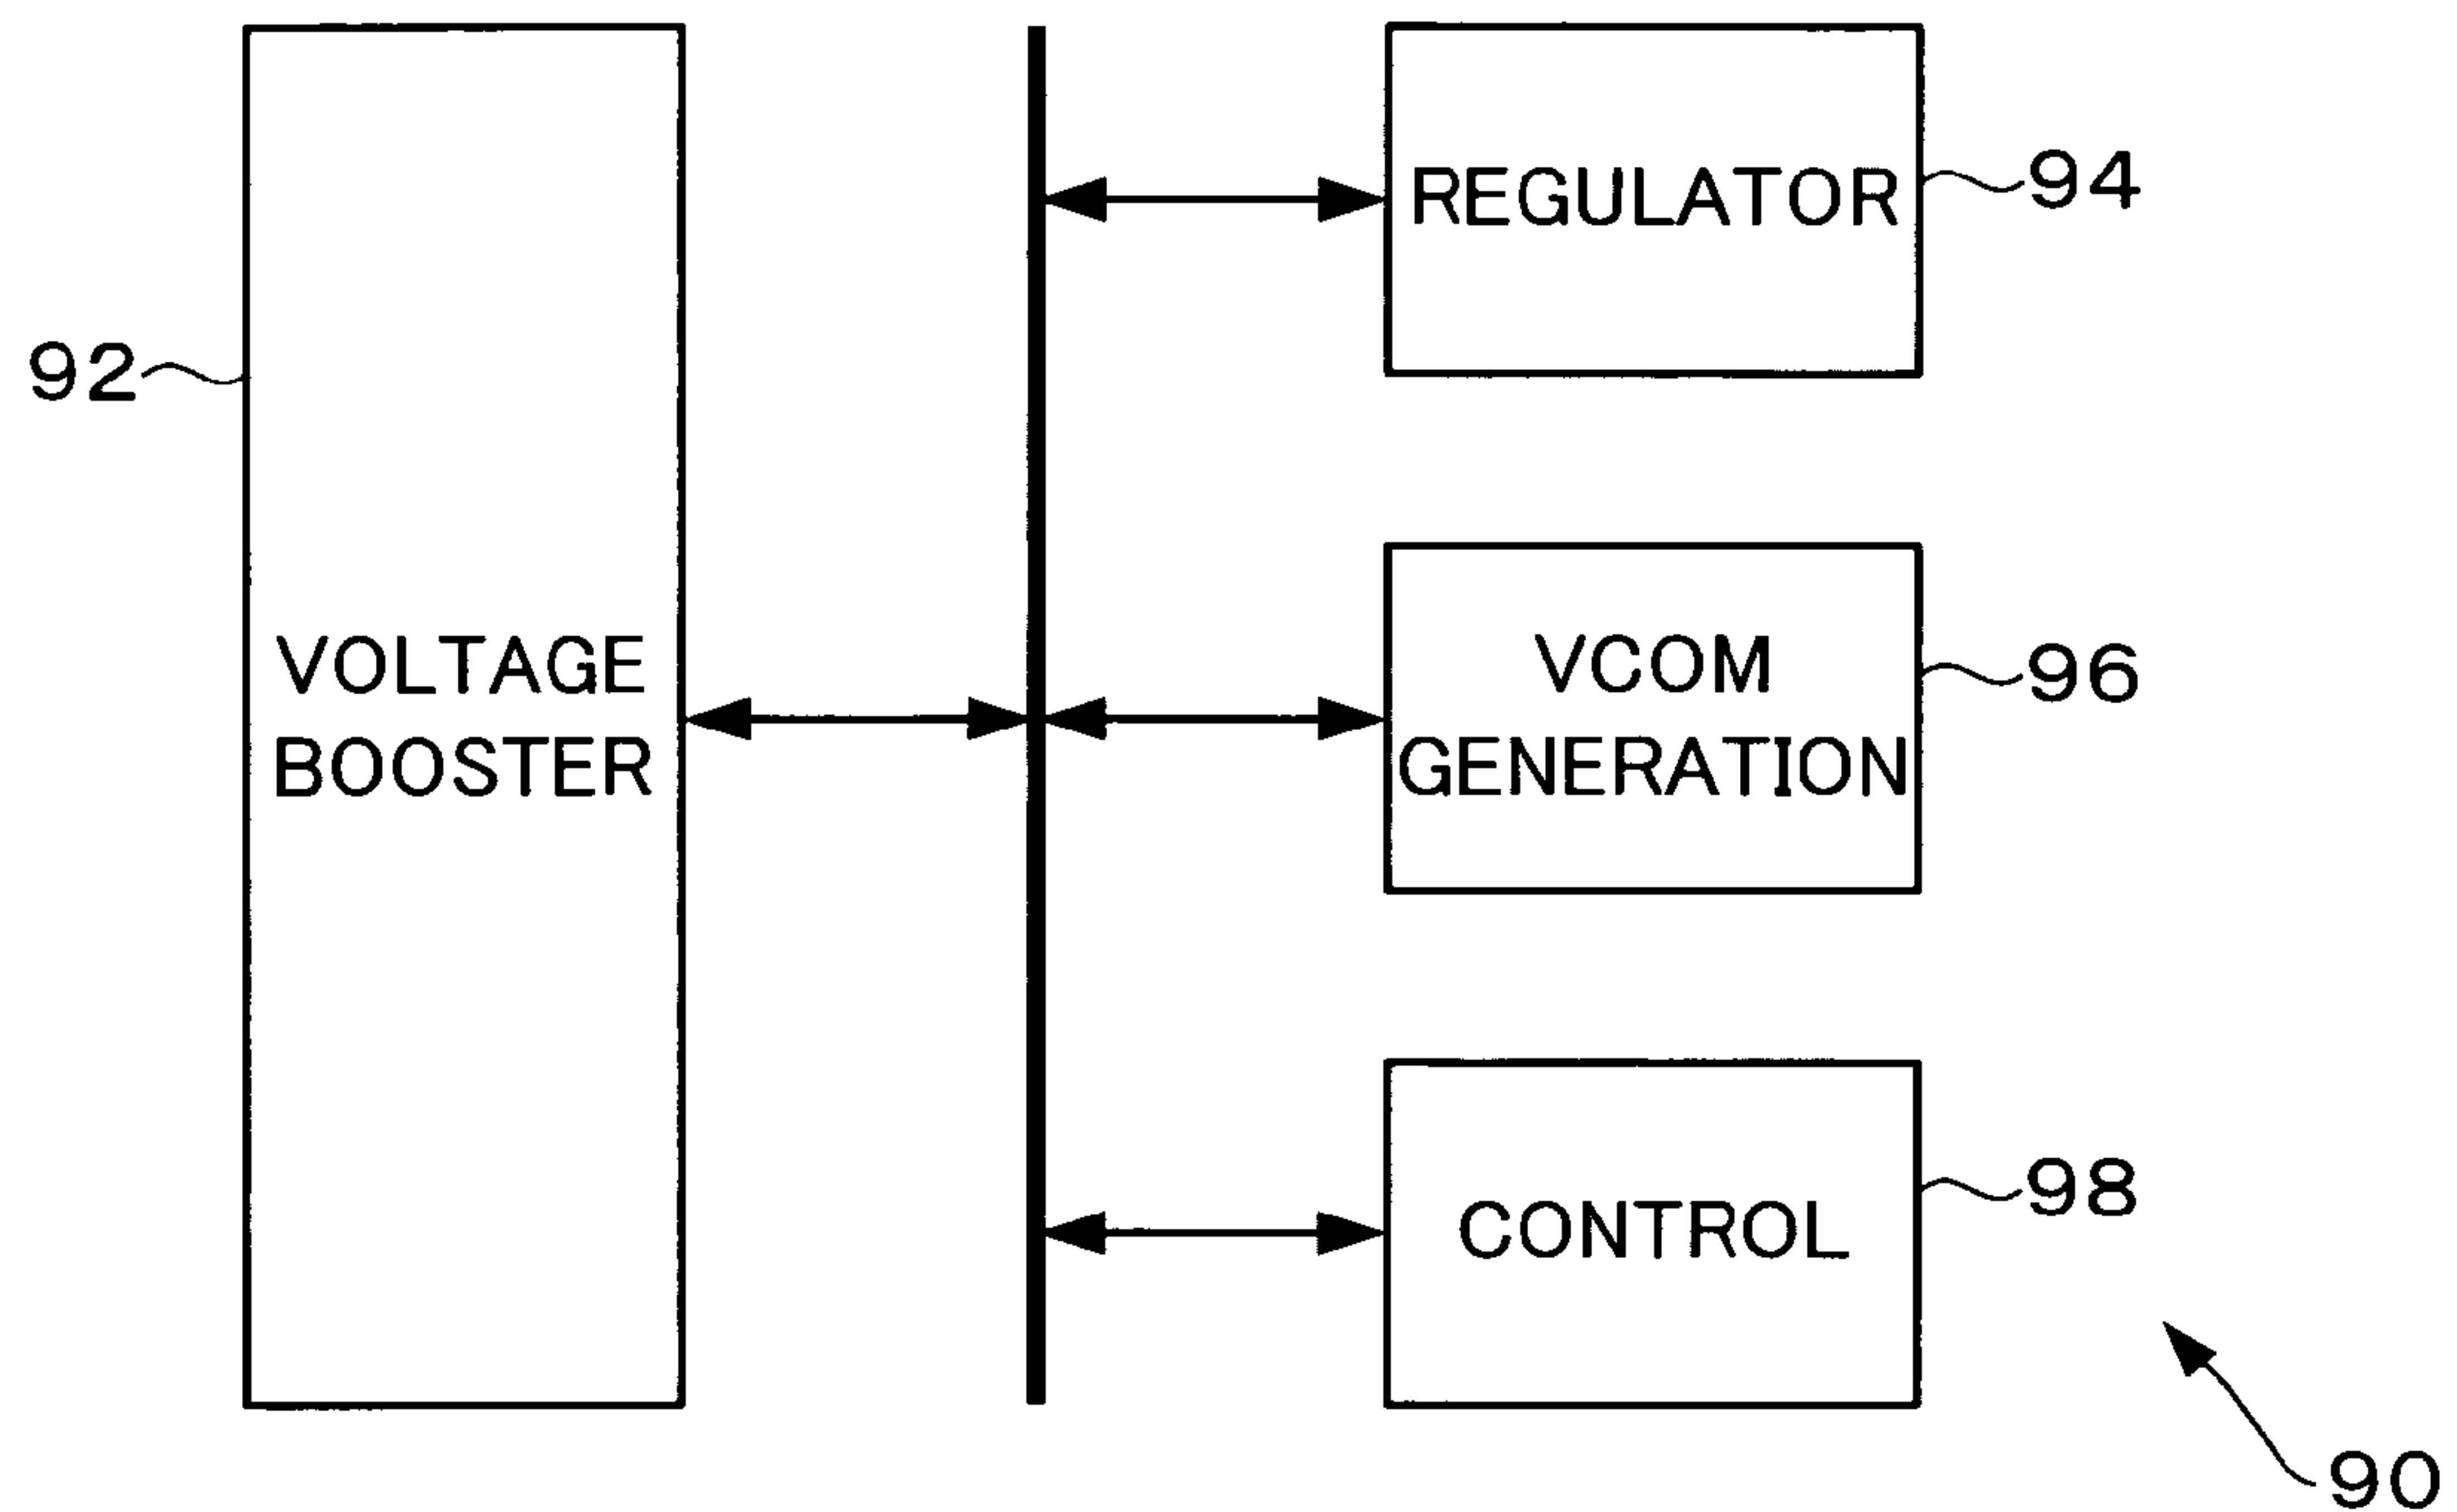 REGULATOR
94
92
VOLTAGE
BOOSTER
VCOM
GENERATION
96
CONTROL
98
90